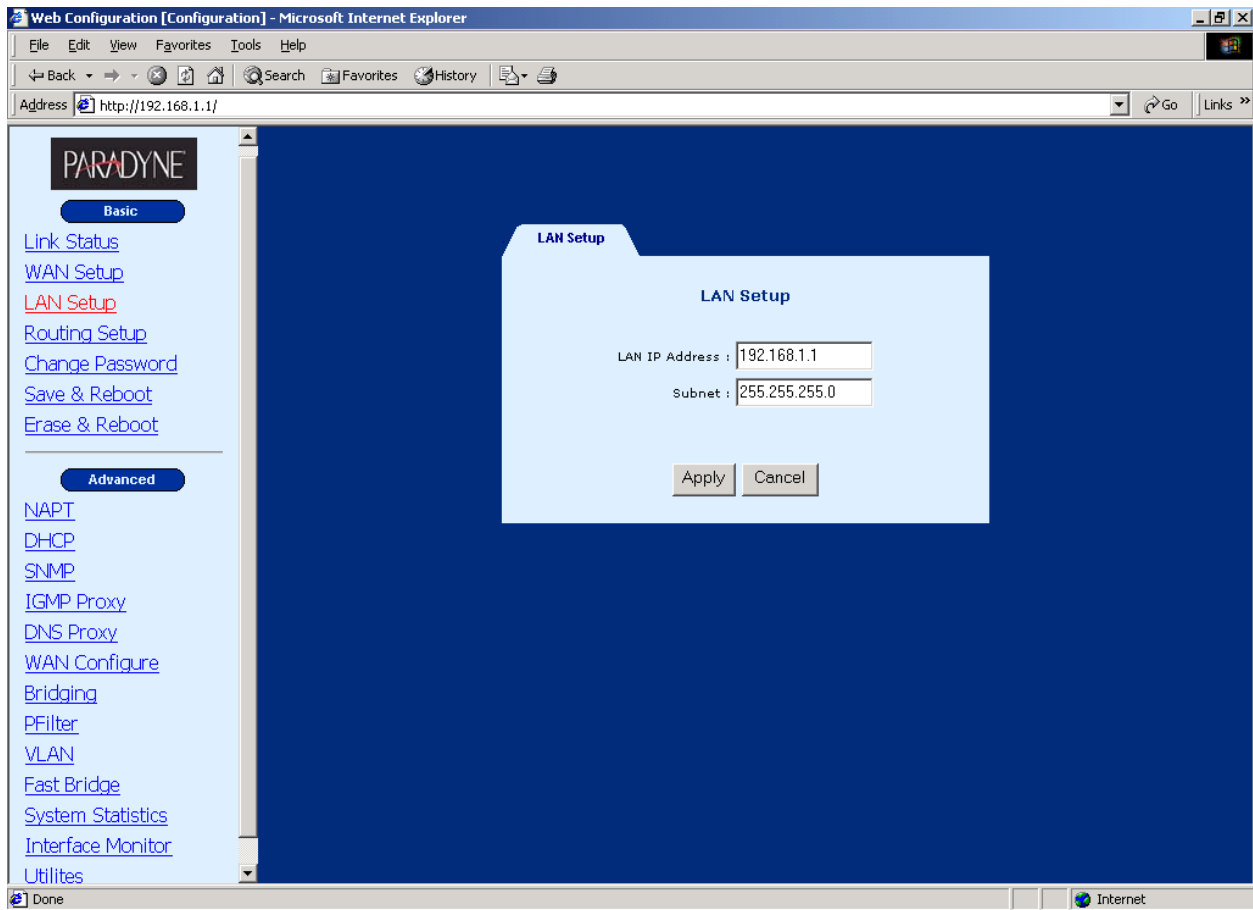 Web Configuration [Configuration] - Microsoft Internet Explorer
File Edit View Favorites Tools Help
Back Search Favorites History
Address http://192.168.1.1/ Go Links »
PARADYNE
Basic
Link Status
WAN Setup
LAN Setup
Routing Setup
Change Password
Save & Reboot
Erase & Reboot
Advanced
NAPT
DHCP
SNMP
IGMP Proxy
DNS Proxy
WAN Configure
Bridging
PFilter
VLAN
Fast Bridge
System Statistics
Interface Monitor
Utilites
LAN Setup
LAN Setup
LAN IP Address : 192.168.1.1
Subnet : 255.255.255.0
Apply Cancel
Done Internet